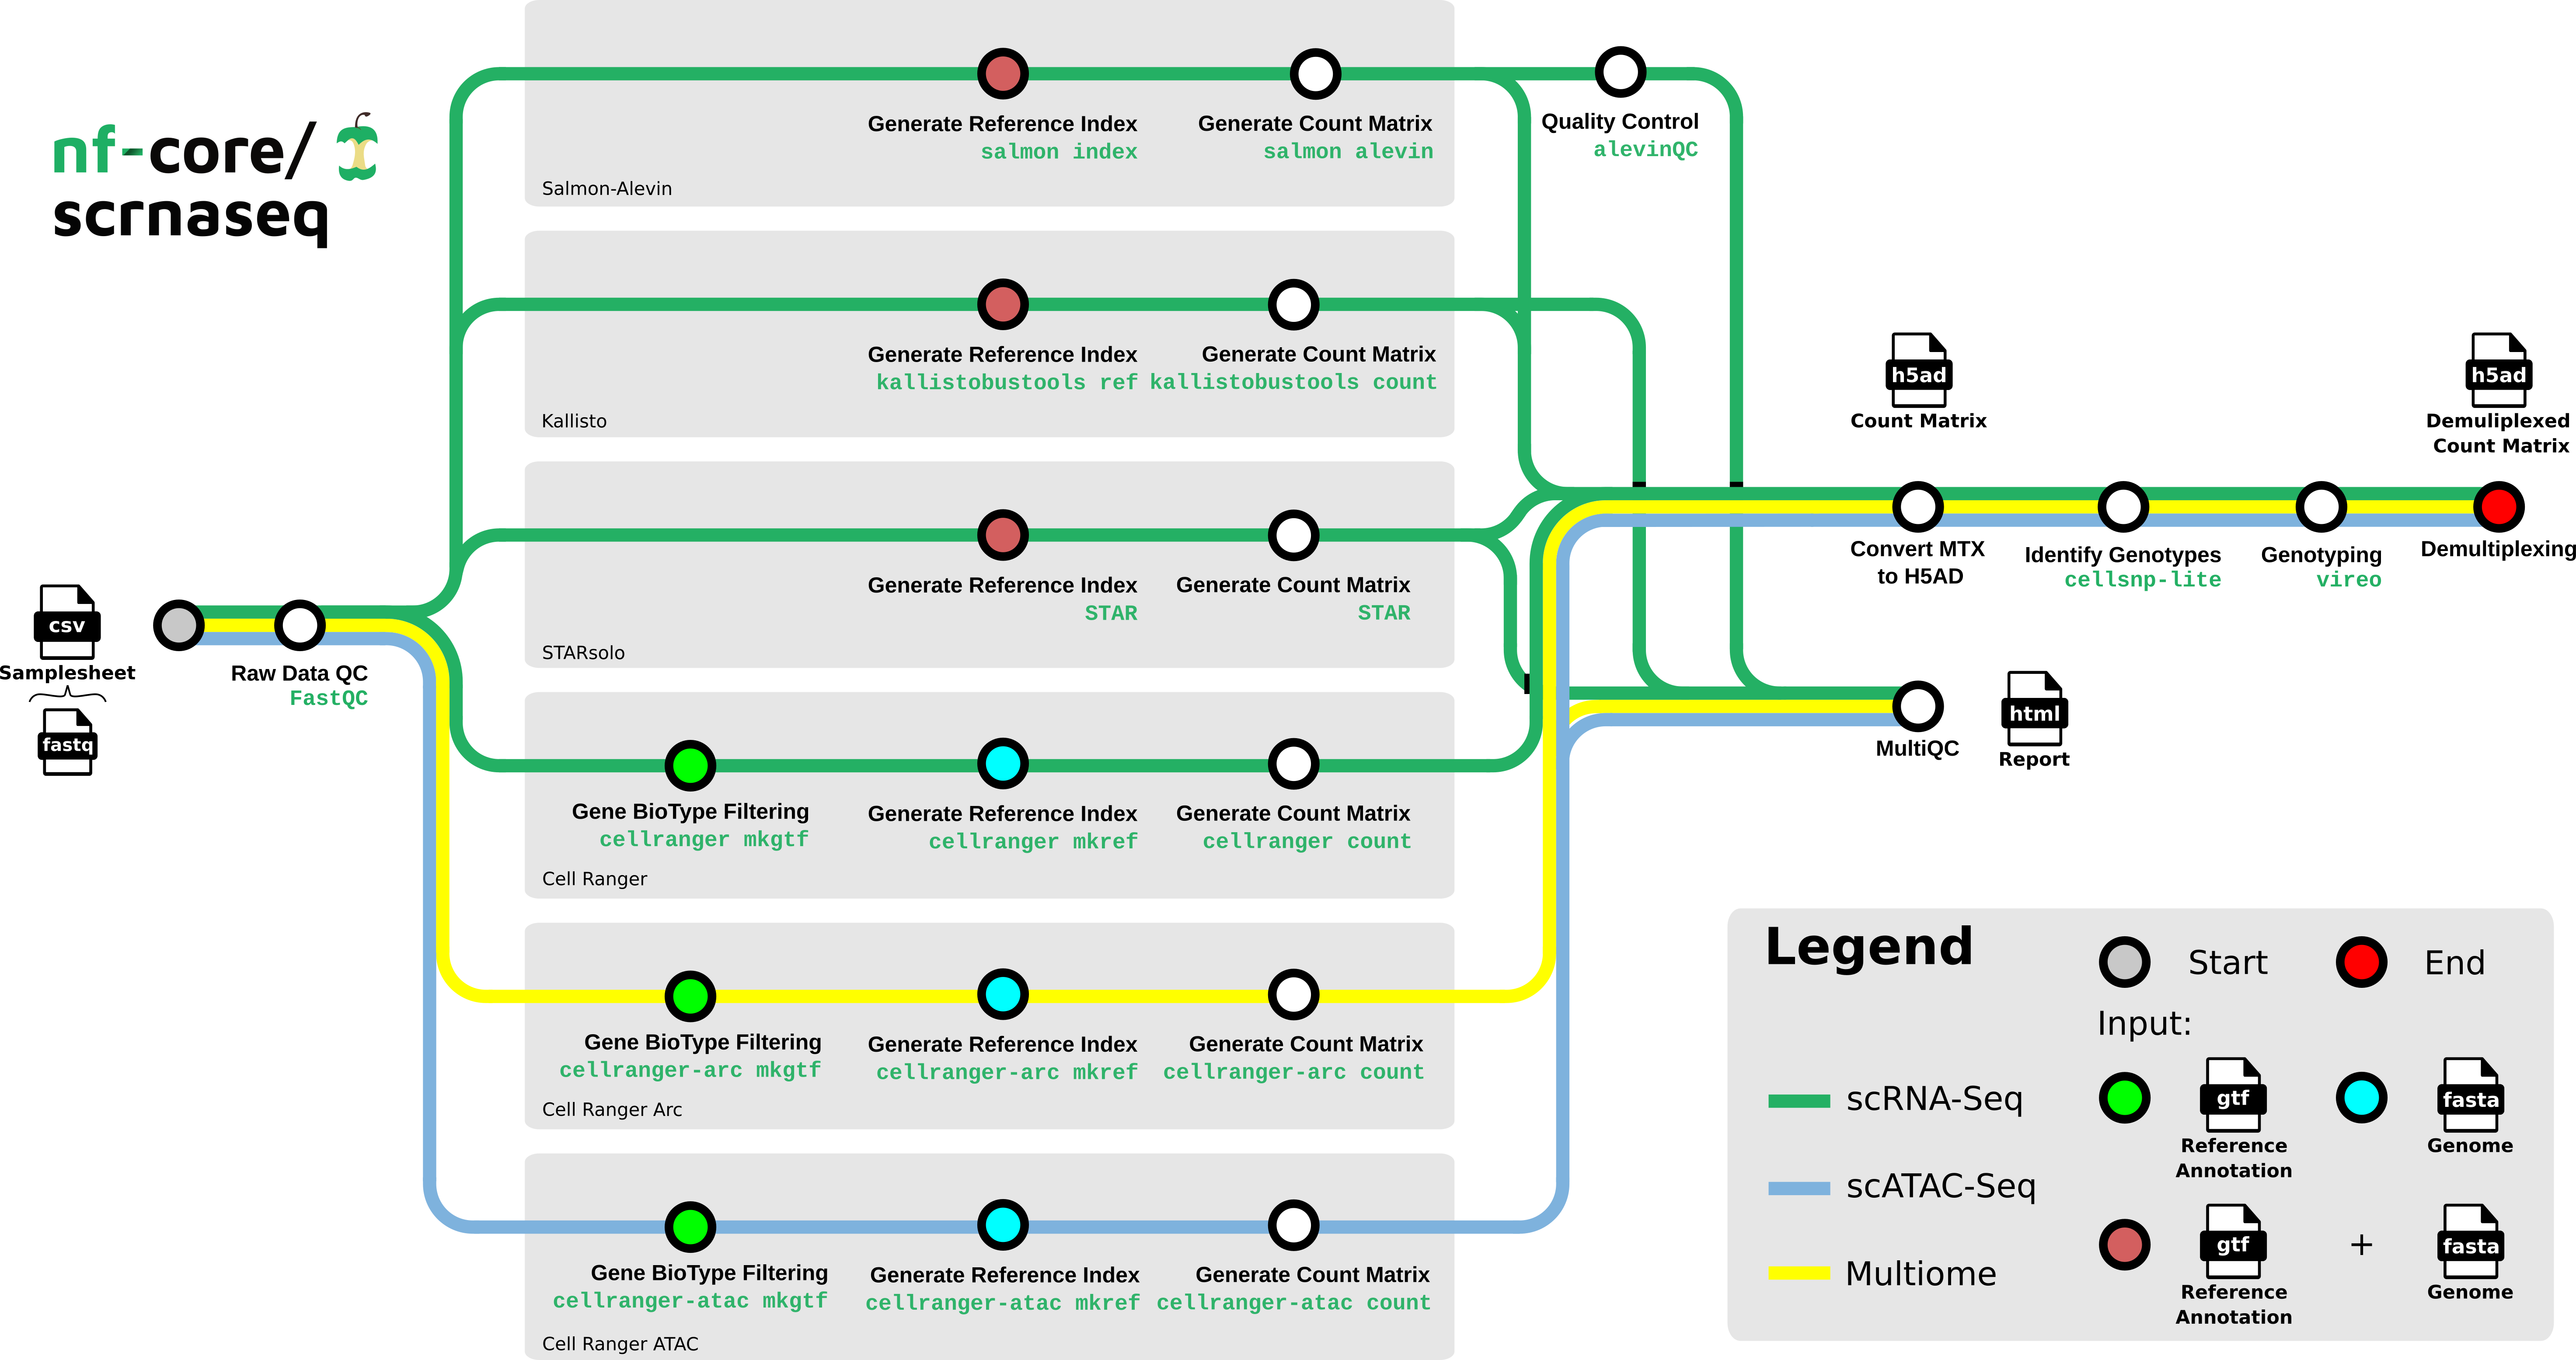 nf-core/
scrnaseq
Generate Reference Index
salmon index
Generate Count Matrix
salmon alevin
Salmon-Alevin
Quality Control
alevinQC
Generate Reference Index
kallistobustools ref
Generate Count Matrix
kallistobustools count
Kallisto
Generate Reference Index
STAR
Generate Count Matrix
STAR
STARsolo
csv
Samplesheet
fastq
Raw Data QC
FastQC
Gene BioType Filtering
cellranger mkgtf
Generate Reference Index
cellranger mkref
Generate Count Matrix
cellranger count
Cell Ranger
Gene BioType Filtering
cellranger-arc mkgtf
Generate Reference Index
cellranger-arc mkref
Generate Count Matrix
cellranger-arc count
Cell Ranger Arc
Gene BioType Filtering
cellranger-atac mkgtf
Generate Reference Index
cellranger-atac mkref
Generate Count Matrix
cellranger-atac count
Cell Ranger ATAC
h5ad
Count Matrix
h5ad
Demuliplexed
Count Matrix
Convert MTX
to H5AD
Identify Genotypes
cellsnp-lite
Genotyping
vireo
Demultiplexing
MultiQC
html
Report
Legend
Start
End
Input:
scRNA-Seq
scATAC-Seq
Multiome
gtf
Reference
Annotation
fasta
Genome
gtf
Reference
Annotation
+
fasta
Genome